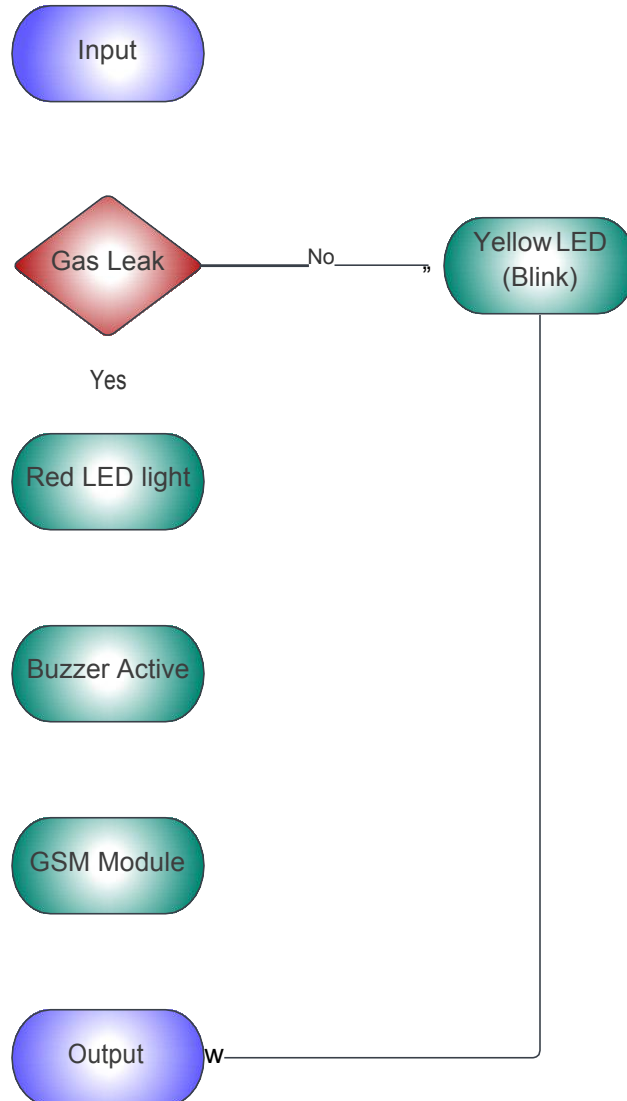 Input
Gas Leak
No
„
Yellow LED
(Blink)
Yes
Red LED light
Buzzer Active
GSM Module
Output
w